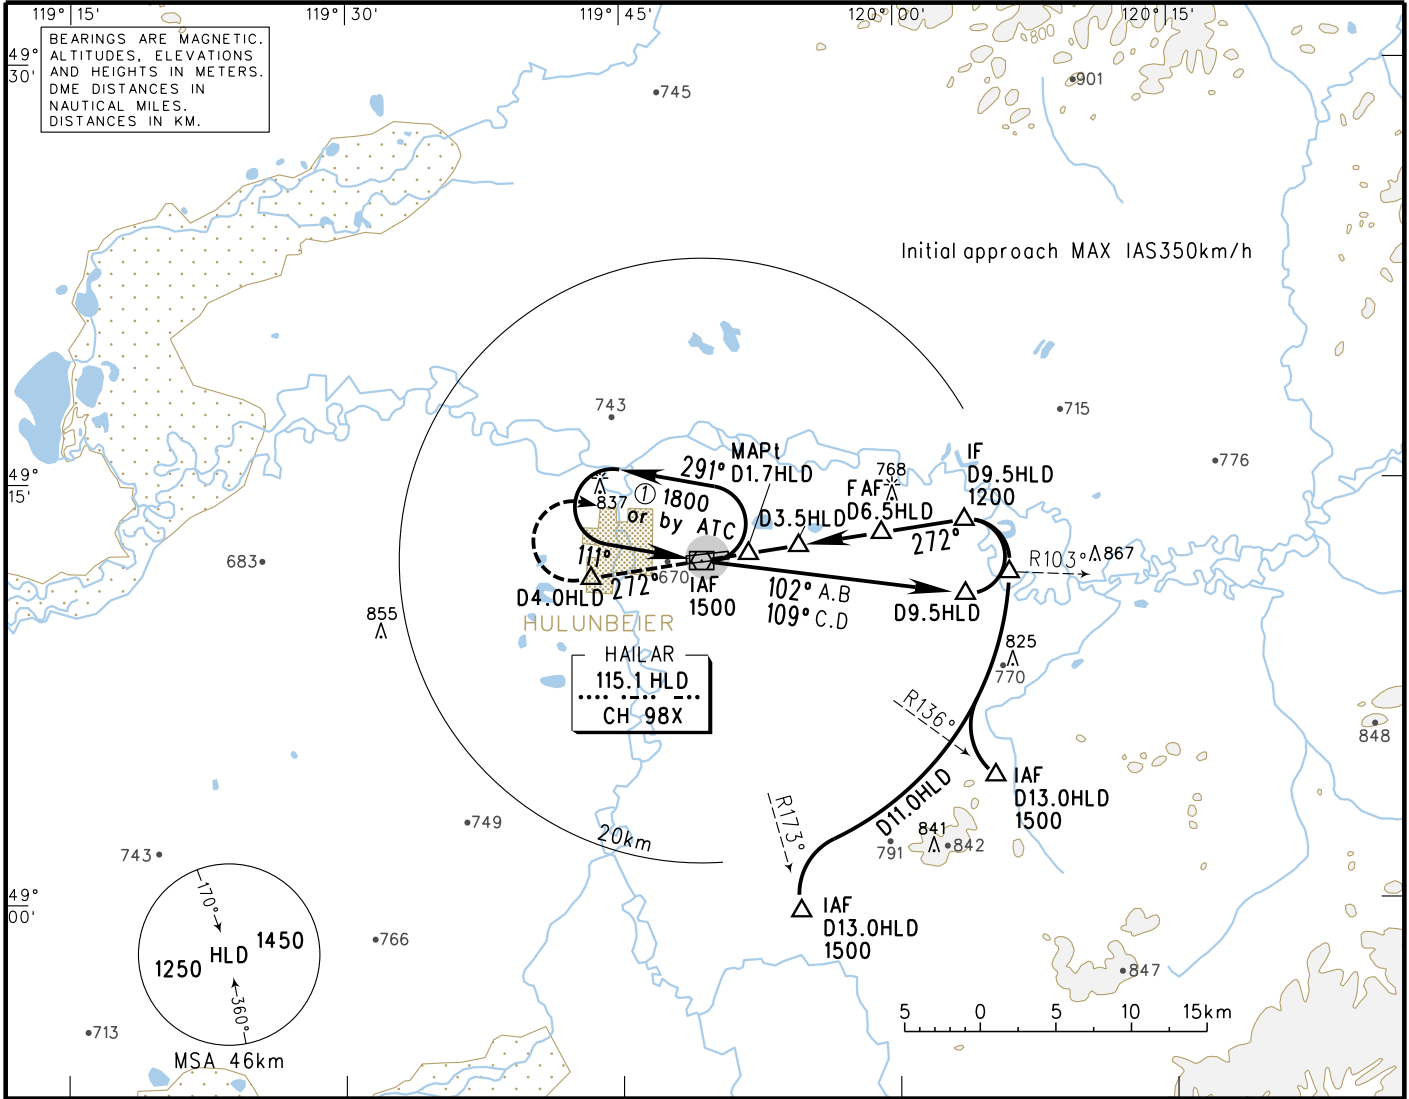 119° 15'
119° 30'
119° 45'
120° 00'
120° 15'
BEARINGS ARE MAGNETIC.
ALTITUDES, ELEVATIONS
AND HEIGHTS IN METERS.
DME DISTANCES IN
NAUTICAL MILES.
DISTANCES IN KM.
49°
30'
800
901
745
Initial approach MAX IAS350km/h
743
715
776
49°
15'
MAPt
D1.7HLD
291°
① 1800
or by ATC
837
768
FAF
D6.5HLD
IF
D9.5HLD
1200
D3.5HLD
272°
R103°
867
683
111°
272°
670
IAF
1500
102° A.B
109° C.D
D9.5HLD
D4.0HLD
HULUNBEIER
855
HAILAR
115.1 HLD
CH 98X
825
770
R136°
848
IAF
D13.0HLD
1500
D11.0HLD
R173°
841
842
791
749
743
20km
49°
00'
IAF
D13.0HLD
1500
170°
HLD
1450
1250
360°
MSA 46km
766
713
847
5 0 5 10 15km